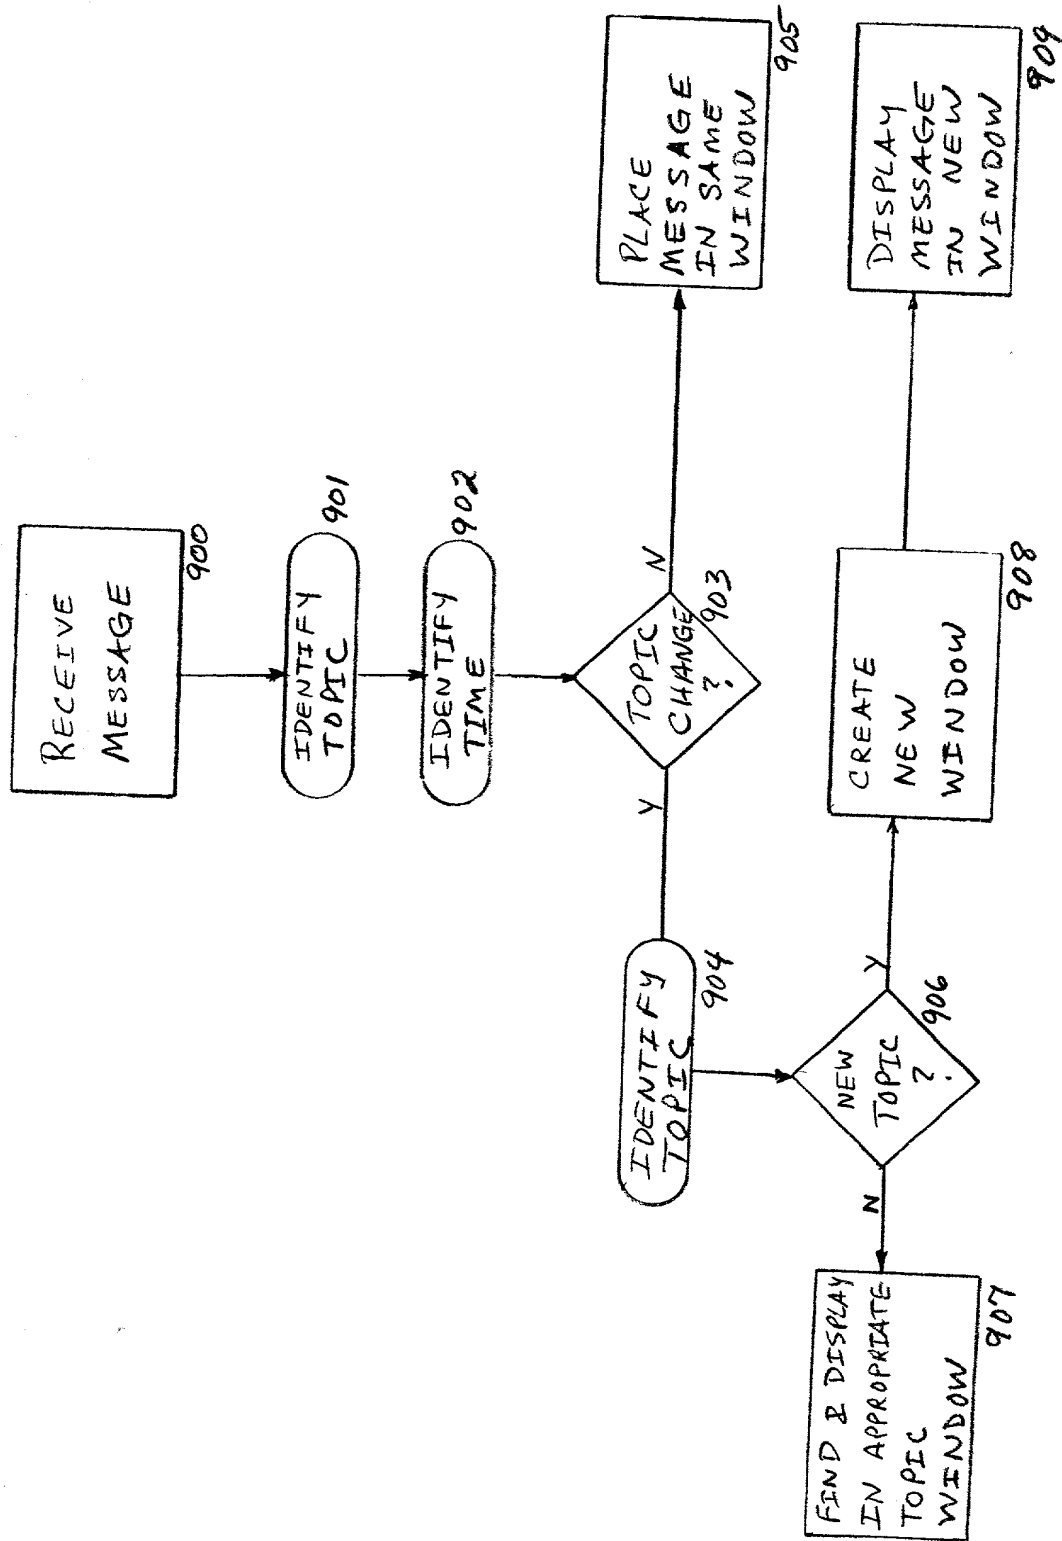 RECEIVE
MESSAGE
900
IDENTIFY
TOPIC
901
IDENTIFY
TIME
902
TOPIC
CHANGE
?
903
N
PLACE
MESSAGE
IN SAME
WINDOW
905
Y
IDENTIFY
TOPIC
904
NEW
TOPIC
?
906
N
FIND & DISPLAY
IN APPROPRIATE
TOPIC
WINDOW
907
Y
CREATE
NEW
WINDOW
908
DISPLAY
MESSAGE
IN NEW
WINDOW
909